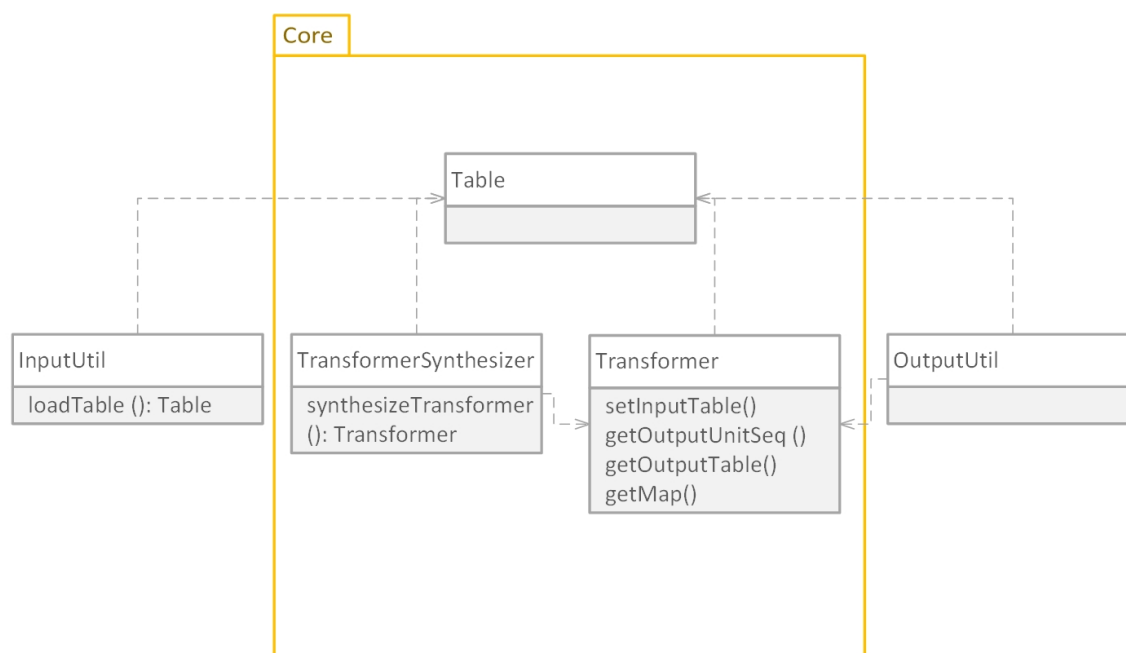 Core
Table
InputUtil
loadTable (): Table
TransformerSynthesizer
synthesizeTransformer
(): Transformer
Transformer
setInputTable()
getOutputUnitSeq ()
getOutputTable()
getMap()
OutputUtil